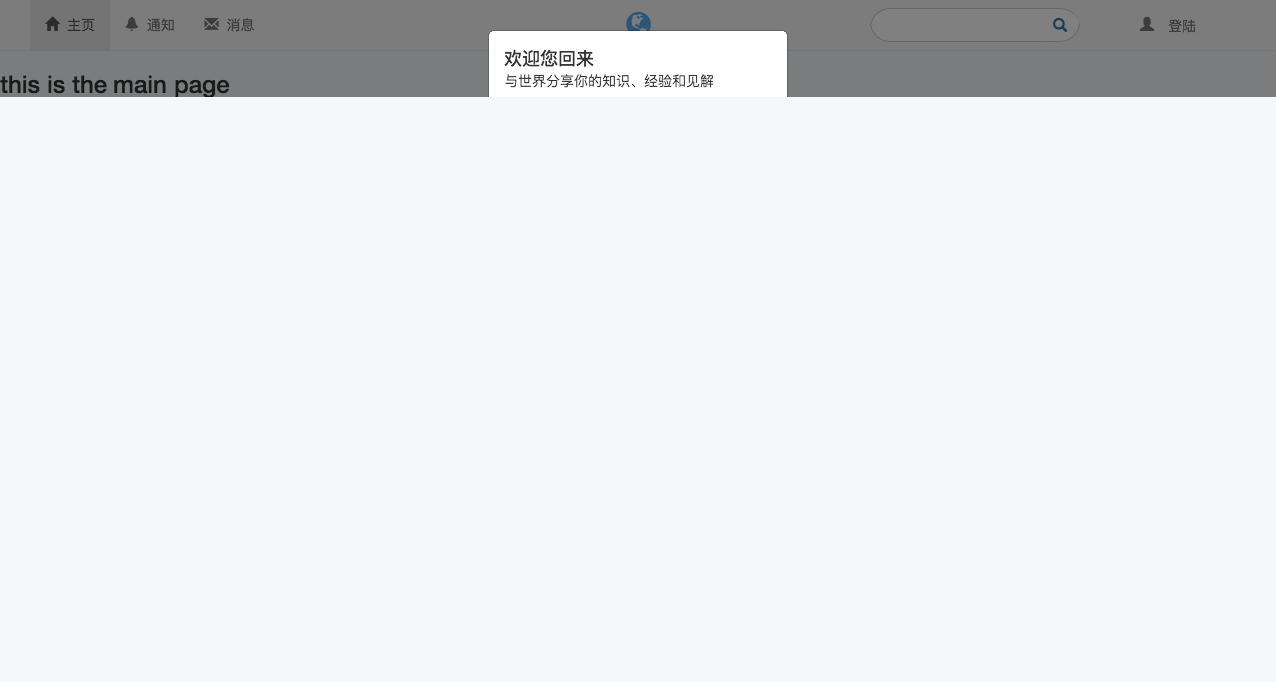 主页 通知 消息 登陆
欢迎您回来
与世界分享你的知识、经验和见解
this is the main page